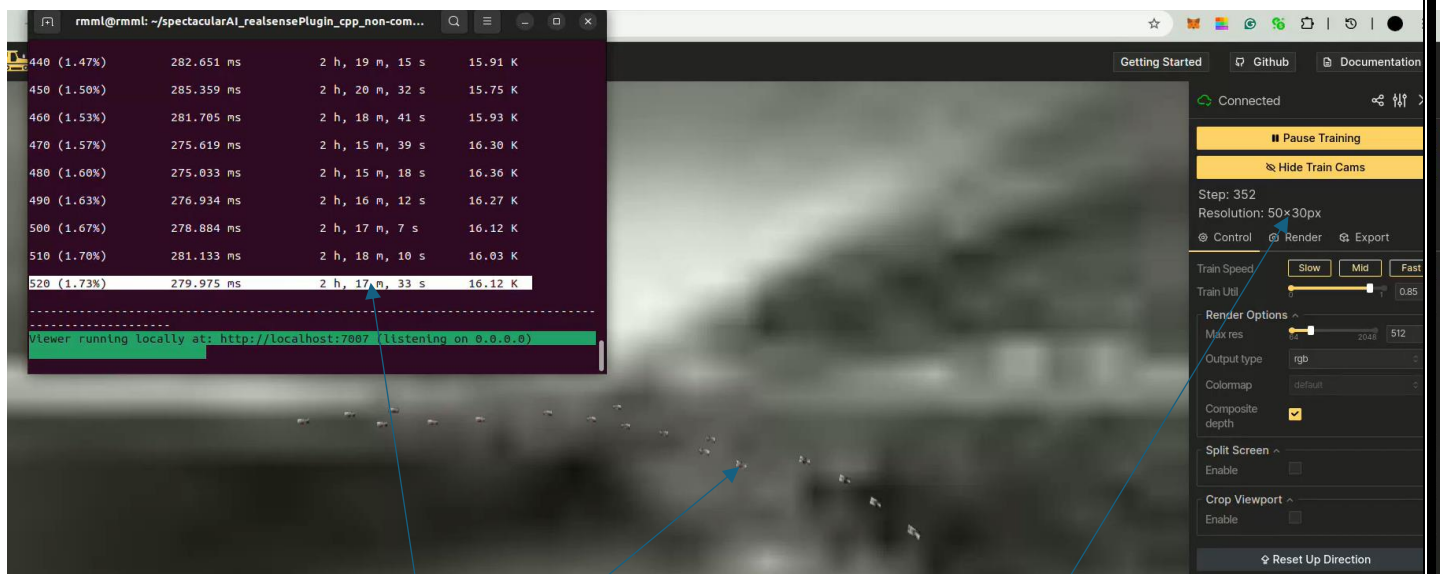 rmml@rmml: ~/spectacularAI_realsensePlugin_cpp_non-com...
440 (1.47%) 282.651 ms 2 h, 19 m, 15 s 15.91 K
450 (1.50%) 285.359 ms 2 h, 20 m, 32 s 15.75 K
460 (1.53%) 281.705 ms 2 h, 18 m, 41 s 15.93 K
470 (1.57%) 275.619 ms 2 h, 15 m, 39 s 16.30 K
480 (1.60%) 275.033 ms 2 h, 15 m, 18 s 16.36 K
490 (1.63%) 276.934 ms 2 h, 16 m, 12 s 16.27 K
500 (1.67%) 278.884 ms 2 h, 17 m, 7 s 16.12 K
510 (1.70%) 281.133 ms 2 h, 18 m, 10 s 16.03 K
520 (1.73%) 279.975 ms 2 h, 17 m, 33 s 16.12 K
----------------------------------------------------------------------------------------------------
Viewer running locally at: http://localhost:7007 (listening on 0.0.0.0)
Getting Started Github Documentation
Connected
Pause Training
Hide Train Cams
Step: 352
Resolution: 50×30px
Control Render Export
Train Speed Slow Mid Fast
Train Util 0 1 0.85
Render Options
Max res 64 2048 512
Output type rgb
Colormap default
Composite
depth
Split Screen
Enable
Crop Viewport
Enable
Reset Up Direction